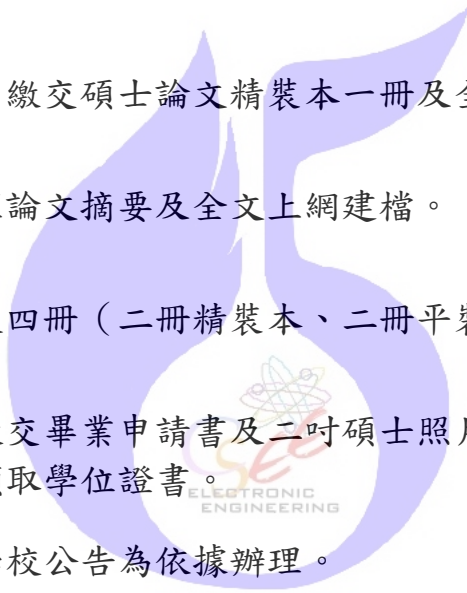 繳交碩士論文精裝本一冊及全
論文摘要及全文上網建檔。
四冊（二冊精裝本、二冊平裝
交畢業申請書及二吋碩士照片
取學位證書。
ELECTRONIC
ENGINEERING
校公告為依據辦理。